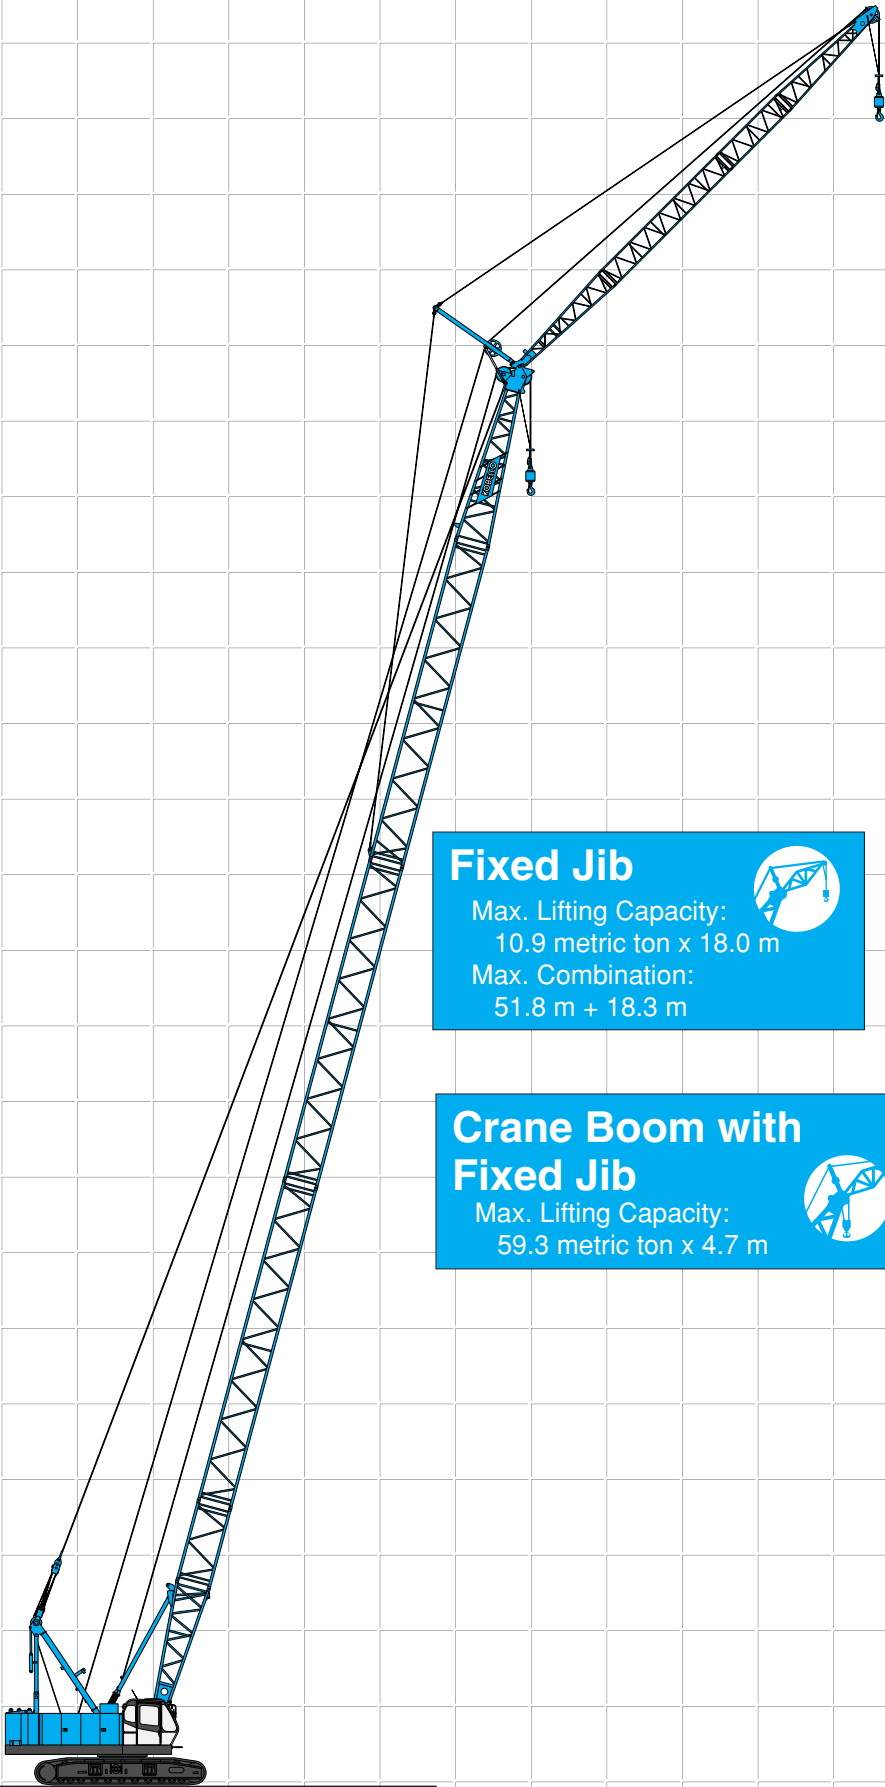 KOBELCO
Fixed Jib
Max. Lifting Capacity:
10.9 metric ton x 18.0 m
Max. Combination:
51.8 m + 18.3 m
Crane Boom with
Fixed Jib
Max. Lifting Capacity:
59.3 metric ton x 4.7 m